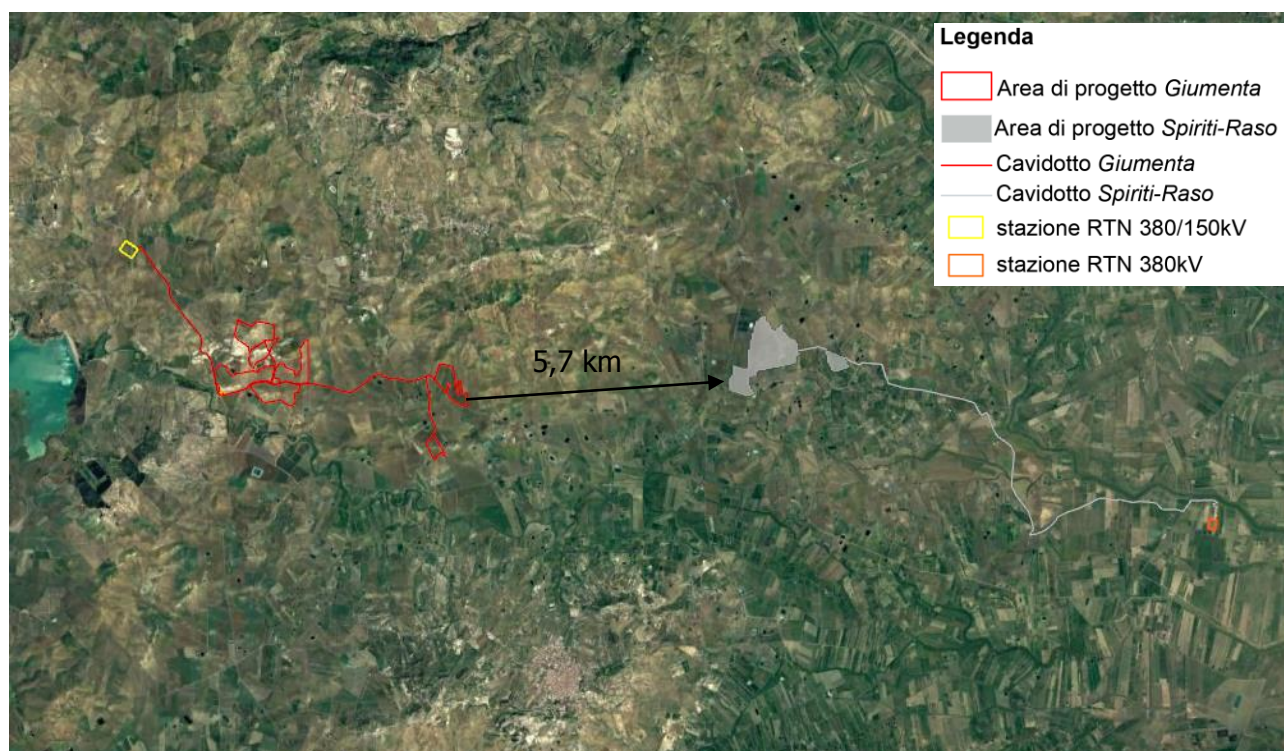 Legenda
Area di progetto Giumenta
Area di progetto Spiriti-Raso
Cavidotto Giumenta
Cavidotto Spiriti-Raso
stazione RTN 380/150kV
stazione RTN 380kV
5,7 km